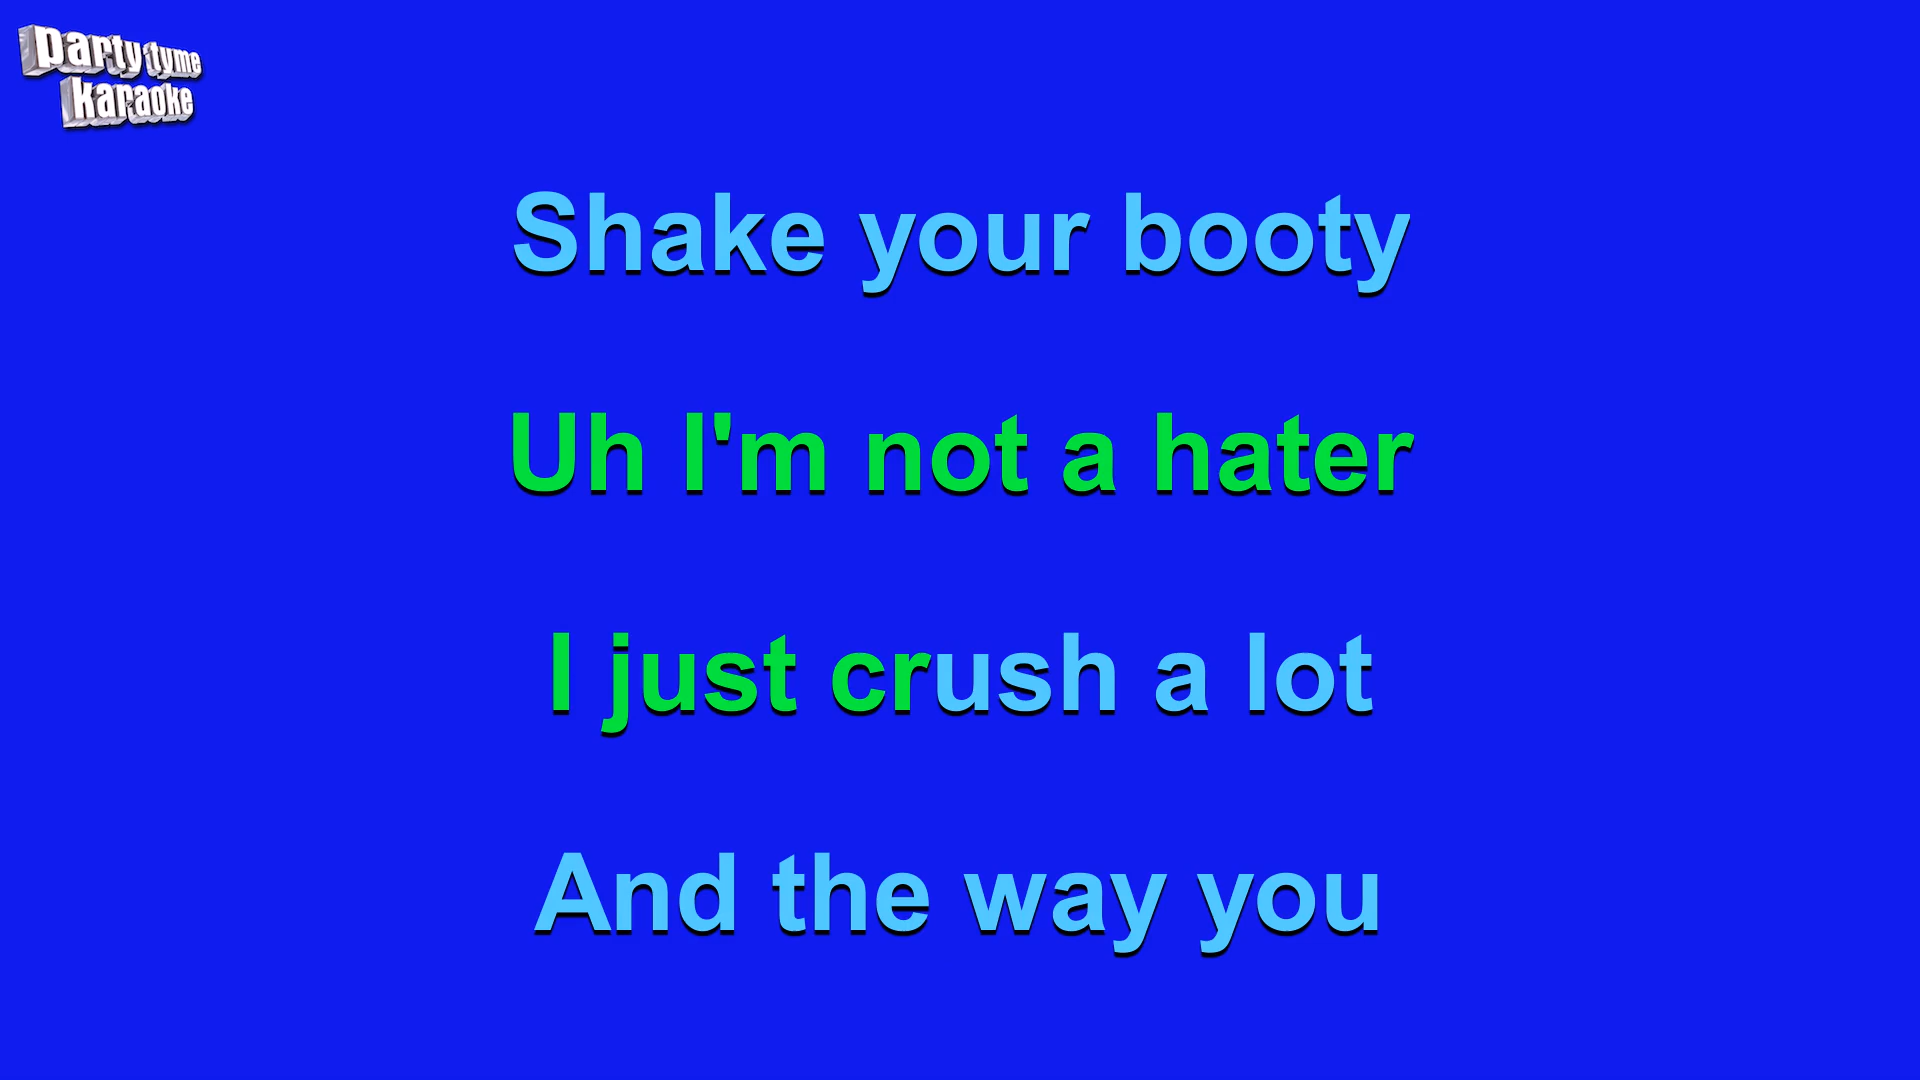 party tyme
karaoke
Shake your booty
Uh I'm not a hater
I just crush a lot
And the way you